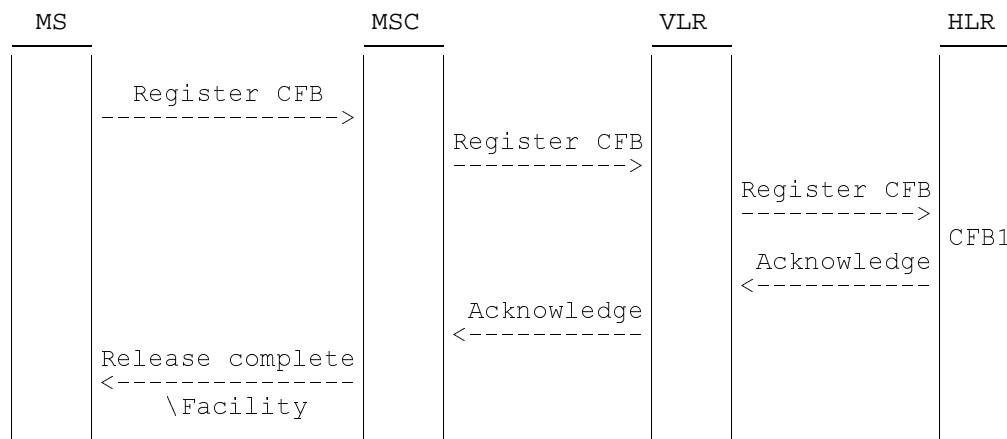 MS MSC VLR HLR
Register CFB
--------------->
Register CFB
----------->
Register CFB
----------->
CFB1
Acknowledge
<-----------
Acknowledge
<-----------
Release complete
<---------------
\Facility